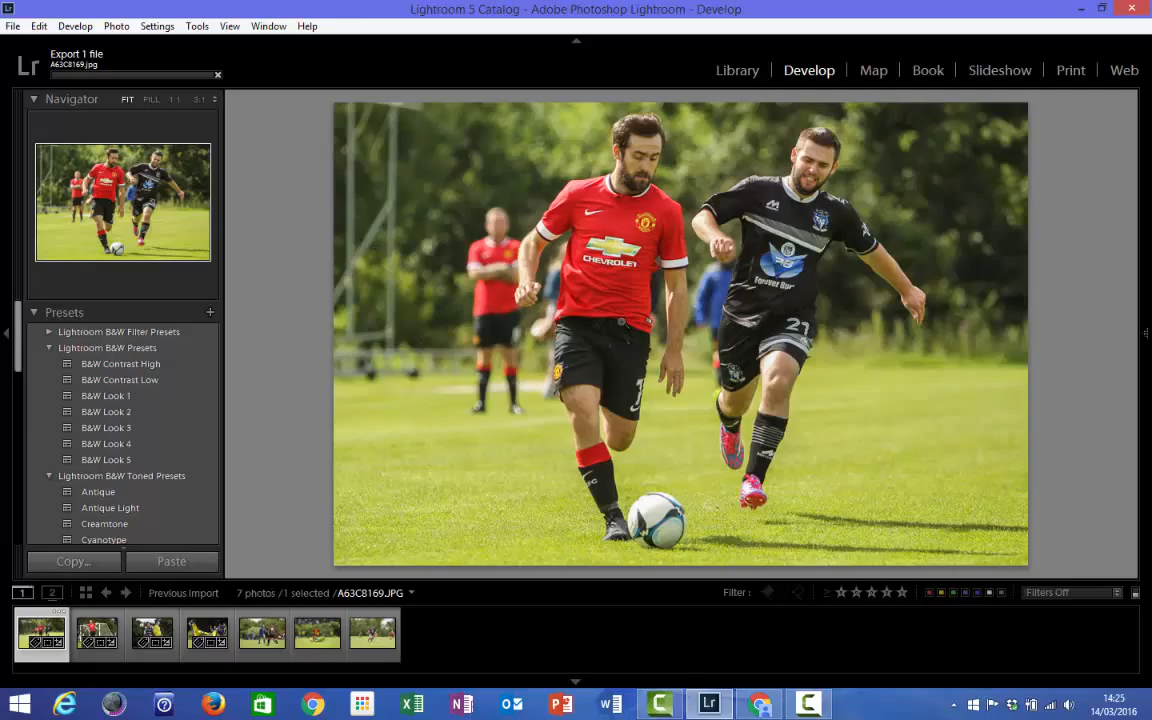 Lightroom 5 Catalog - Adobe Photoshop Lightroom - Develop
File Edit Develop Photo Settings Tools View Window Help
Lr
Export 1 file
A63C8169.jpg
Library | Develop | Map | Book | Slideshow | Print | Web
Navigator FIT FILL 1:1 3:1
Presets +
Lightroom B&W Filter Presets
Lightroom B&W Presets
B&W Contrast High
B&W Contrast Low
B&W Look 1
B&W Look 2
B&W Look 3
B&W Look 4
B&W Look 5
Lightroom B&W Toned Presets
Antique
Antique Light
Creamtone
Cyanotype
Copy...
Paste
CHEVROLET
Forever
21
7
1 2 Previous Import 7 photos /1 selected /A63C8169.JPG
Filter :
Filters Off
14:25
14/03/2016